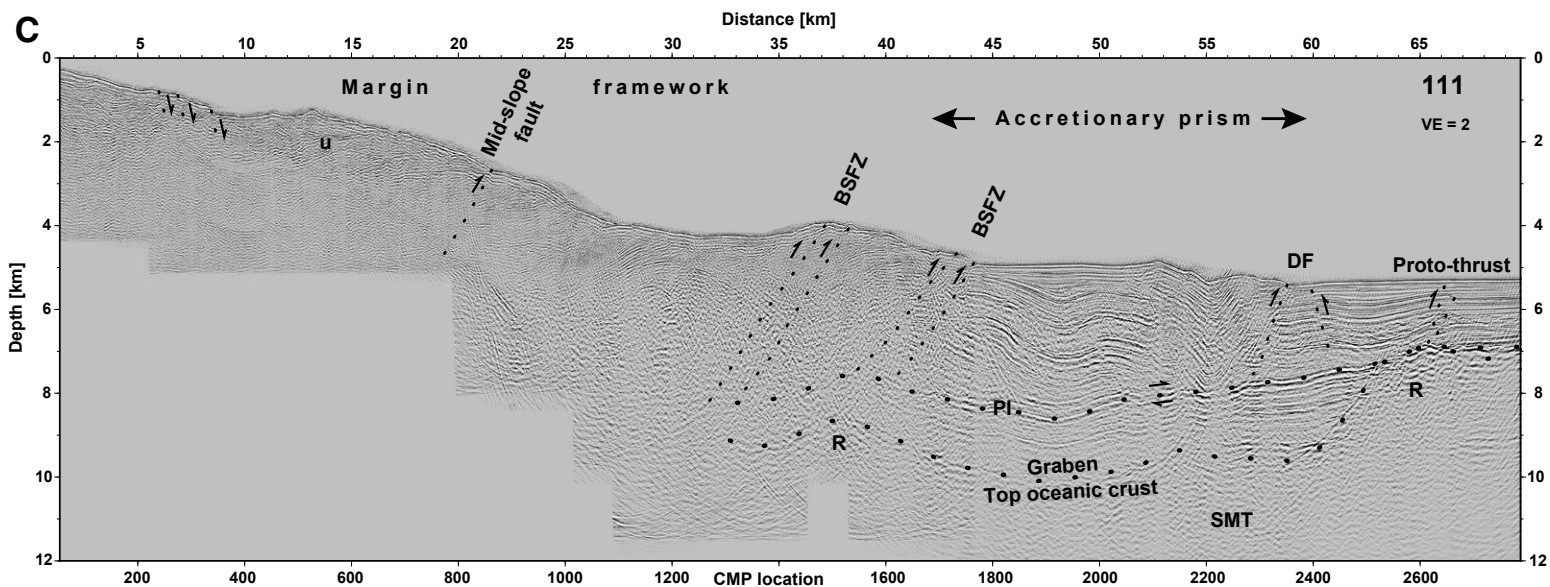 C
Distance [km]
5 10 15 20 25 30 35 40 45 50 55 60 65
0 0
Margin framework
111
Mid-slope
fault
Accretionary prism
VE = 2
2 2
u
BSFZ
BSFZ
4 4
DF
Proto-thrust
Depth [km]
6 6
8 8
PI
R
R
Graben
10 10
Top oceanic crust
SMT
12 12
200 400 600 800 1000 1200 CMP location 1600 1800 2000 2200 2400 2600